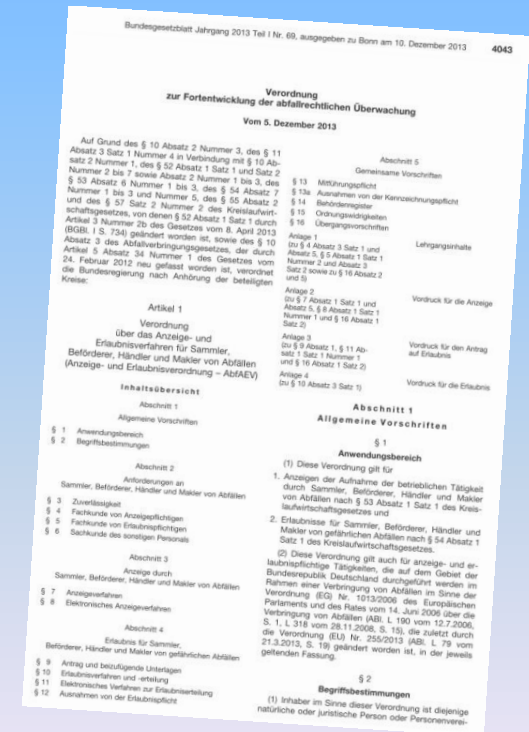 Bundesgesetzblatt Jahrgang 2013 Teil I Nr. 69, ausgegeben zu Bonn am 10. Dezember 2013 4043
Verordnung
zur Fortentwicklung der abfallrechtlichen Überwachung
Vom 5. Dezember 2013
Auf Grund des § 10 Absatz 2 Nummer 3, des § 11
Absatz 3 Satz 1 Nummer 4 in Verbindung mit § 10 Ab-
satz 2 Nummer 1, des § 52 Absatz 1 Satz 1 und Satz 2
Nummer 2 bis 7 sowie Absatz 2 Nummer 1 bis 3, des
§ 53 Absatz 6 Nummer 1 bis 3, des § 54 Absatz 7
Nummer 1 bis 3 und Nummer 5, des § 55 Absatz 2
und des § 57 Satz 2 Nummer 2 des Kreislaufwirt-
schaftsgesetzes, von denen § 52 Absatz 1 Satz 1 durch
Artikel 3 Nummer 2b des Gesetzes vom 8. April 2013
(BGBl. I S. 734) geändert worden ist, sowie des § 10
Absatz 3 des Abfallverbringungsgesetzes, der durch
Artikel 5 Absatz 34 Nummer 1 des Gesetzes vom
24. Februar 2012 neu gefasst worden ist, verordnet
die Bundesregierung nach Anhörung der beteiligten
Kreise:
Artikel 1
Verordnung
über das Anzeige- und
Erlaubnisverfahren für Sammler,
Beförderer, Händler und Makler von Abfällen
(Anzeige- und Erlaubnisverordnung – AbfAEV)
Inhaltsübersicht
Abschnitt 1
Allgemeine Vorschriften
§ 1 Anwendungsbereich
§ 2 Begriffsbestimmungen
Abschnitt 2
Anforderungen an
Sammler, Beförderer, Händler und Makler von Abfällen
§ 3 Zuverlässigkeit
§ 4 Fachkunde von Anzeigepflichtigen
§ 5 Fachkunde von Erlaubnispflichtigen
§ 6 Sachkunde des sonstigen Personals
Abschnitt 3
Anzeige durch
Sammler, Beförderer, Händler und Makler von Abfällen
§ 7 Anzeigeverfahren
§ 8 Elektronisches Anzeigeverfahren
Abschnitt 4
Erlaubnis für Sammler,
Beförderer, Händler und Makler von gefährlichen Abfällen
§ 9 Antrag und beizufügende Unterlagen
§ 10 Erlaubnisverfahren und -erteilung
§ 11 Elektronisches Verfahren zur Erlaubniserteilung
§ 12 Ausnahmen von der Erlaubnispflicht
Abschnitt 5
Gemeinsame Vorschriften
§ 13 Mitführungspflicht
§ 13a Ausnahmen von der Kennzeichnungspflicht
§ 14 Behördenregister
§ 15 Ordnungswidrigkeiten
§ 16 Übergangsvorschriften
Anlage 1
(zu § 4 Absatz 3 Satz 1 und Lehrgangsinhalte
Absatz 5, § 5 Absatz 1 Satz 1
Nummer 2 und Absatz 3
Satz 2 sowie zu § 16 Absatz 2
und 5)
Anlage 2
(zu § 7 Absatz 1 Satz 1 und Vordruck für die Anzeige
Absatz 5, § 8 Absatz 1 Satz 1
Nummer 1 und § 16 Absatz 1
Satz 2)
Anlage 3
(zu § 9 Absatz 1, § 11 Ab- Vordruck für den Antrag
satz 1 Satz 1 Nummer 1 auf Erlaubnis
und § 16 Absatz 1 Satz 2)
Anlage 4
(zu § 10 Absatz 3 Satz 1) Vordruck für die Erlaubnis
Abschnitt 1
Allgemeine Vorschriften
§ 1
Anwendungsbereich
(1) Diese Verordnung gilt für
1. Anzeigen der Aufnahme der betrieblichen Tätigkeit
durch Sammler, Beförderer, Händler und Makler
von Abfällen nach § 53 Absatz 1 Satz 1 des Kreis-
laufwirtschaftsgesetzes und
2. Erlaubnisse für Sammler, Beförderer, Händler und
Makler von gefährlichen Abfällen nach § 54 Absatz 1
Satz 1 des Kreislaufwirtschaftsgesetzes.
(2) Diese Verordnung gilt auch für anzeige- und er-
laubnispflichtige Tätigkeiten, die auf dem Gebiet der
Bundesrepublik Deutschland durchgeführt werden im
Rahmen einer Verbringung von Abfällen im Sinne der
Verordnung (EG) Nr. 1013/2006 des Europäischen
Parlaments und des Rates vom 14. Juni 2006 über die
Verbringung von Abfällen (ABl. L 190 vom 12.7.2006,
S. 1, L 318 vom 28.11.2008, S. 15), die zuletzt durch
die Verordnung (EU) Nr. 255/2013 (ABl. L 79 vom
21.3.2013, S. 19) geändert worden ist, in der jeweils
geltenden Fassung.
§ 2
Begriffsbestimmungen
(1) Inhaber im Sinne dieser Verordnung ist diejenige
natürliche oder juristische Person oder Personenverei-